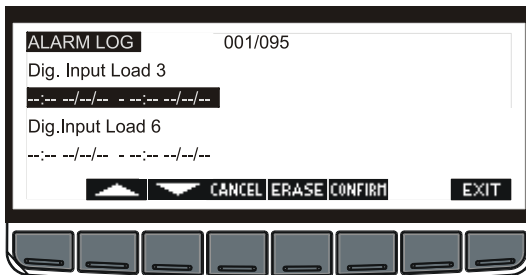 ALARM LOG 001/095
Dig. Input Load 3
--:-- --/--/-- - --:-- --/--/--
Dig.Input Load 6
--:-- --/--/-- - --:-- --/--/--
CANCEL ERASE CONFIRM EXIT